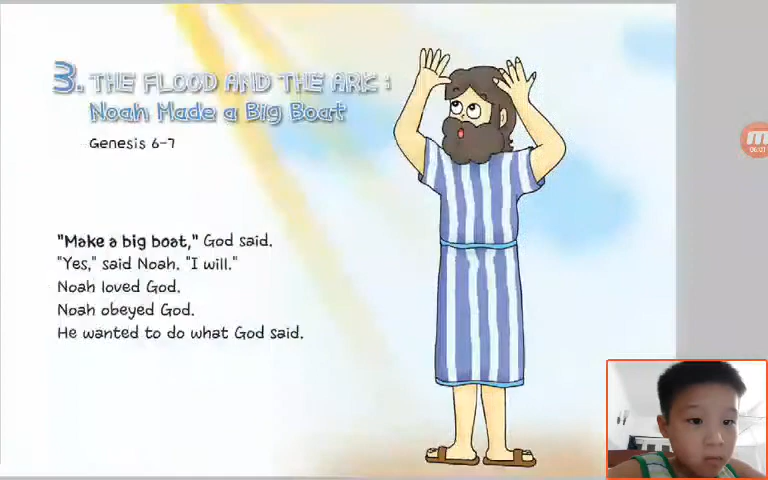 3. THE FLOOD AND THE ARK :
Noah Made a Big Boat
Genesis 6-7
"Make a big boat," God said.
"Yes," said Noah. "I will."
Noah loved God.
Noah obeyed God.
He wanted to do what God said.